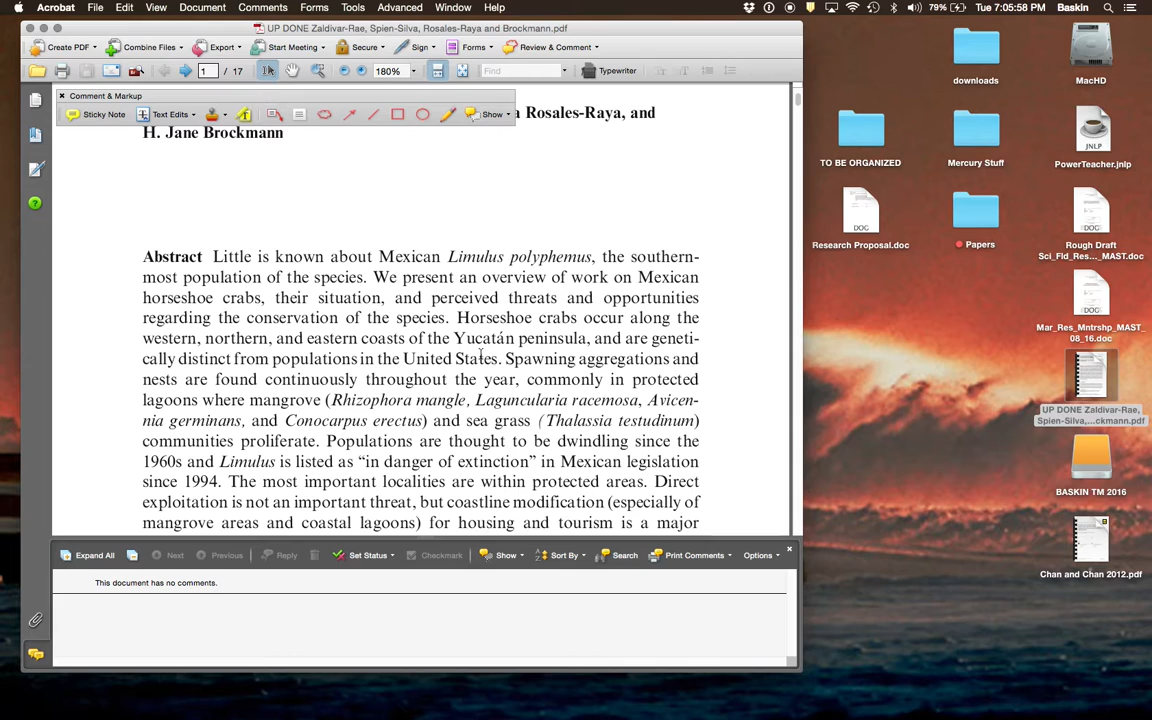 Acrobat File Edit View Document Comments Forms Tools Advanced Window Help 79% Tue 7:05:58 PM Baskin
UP DONE Zaldivar-Rae, Spien-Silva, Rosales-Raya and Brockmann.pdf
Create PDF Combine Files Export Start Meeting Secure Sign Forms Review & Comment
1 / 17 180% Find Typewriter
Comment & Markup
Sticky Note Text Edits Show
a Rosales-Raya, and
H. Jane Brockmann
Abstract Little is known about Mexican Limulus polyphemus, the southern-
most population of the species. We present an overview of work on Mexican
horseshoe crabs, their situation, and perceived threats and opportunities
regarding the conservation of the species. Horseshoe crabs occur along the
western, northern, and eastern coasts of the Yucatán peninsula, and are geneti-
cally distinct from populations in the United States. Spawning aggregations and
nests are found continuously throughout the year, commonly in protected
lagoons where mangrove (Rhizophora mangle, Laguncularia racemosa, Avicen-
nia germinans, and Conocarpus erectus) and sea grass (Thalassia testudinum)
communities proliferate. Populations are thought to be dwindling since the
1960s and Limulus is listed as “in danger of extinction” in Mexican legislation
since 1994. The most important localities are within protected areas. Direct
exploitation is not an important threat, but coastline modification (especially of
mangrove areas and coastal lagoons) for housing and tourism is a major
Expand All Next Previous Reply Set Status Checkmark Show Sort By Search Print Comments Options
This document has no comments.
downloads
MacHD
TO BE ORGANIZED
Mercury Stuff
JNLP
PowerTeacher.jnlp
DOC
Research Proposal.doc
Papers
DOC
Rough Draft
Sci_Fld_Res...MAST.doc
DOC
Mar_Res_Mntrshp_MAST_
08_16.doc
UP DONE Zaldivar-Rae,
Spien-Silva,...ckmann.pdf
BASKIN TM 2016
Chan and Chan 2012.pdf